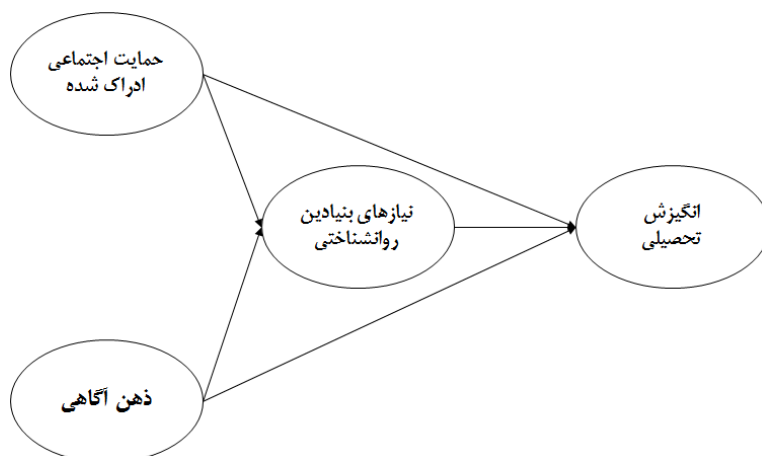 حمایت اجتماعی
ادراک شده
نیازهای بنیادین
روانشناختی
انگیزش
تحصیلی
ذهن آگاهی